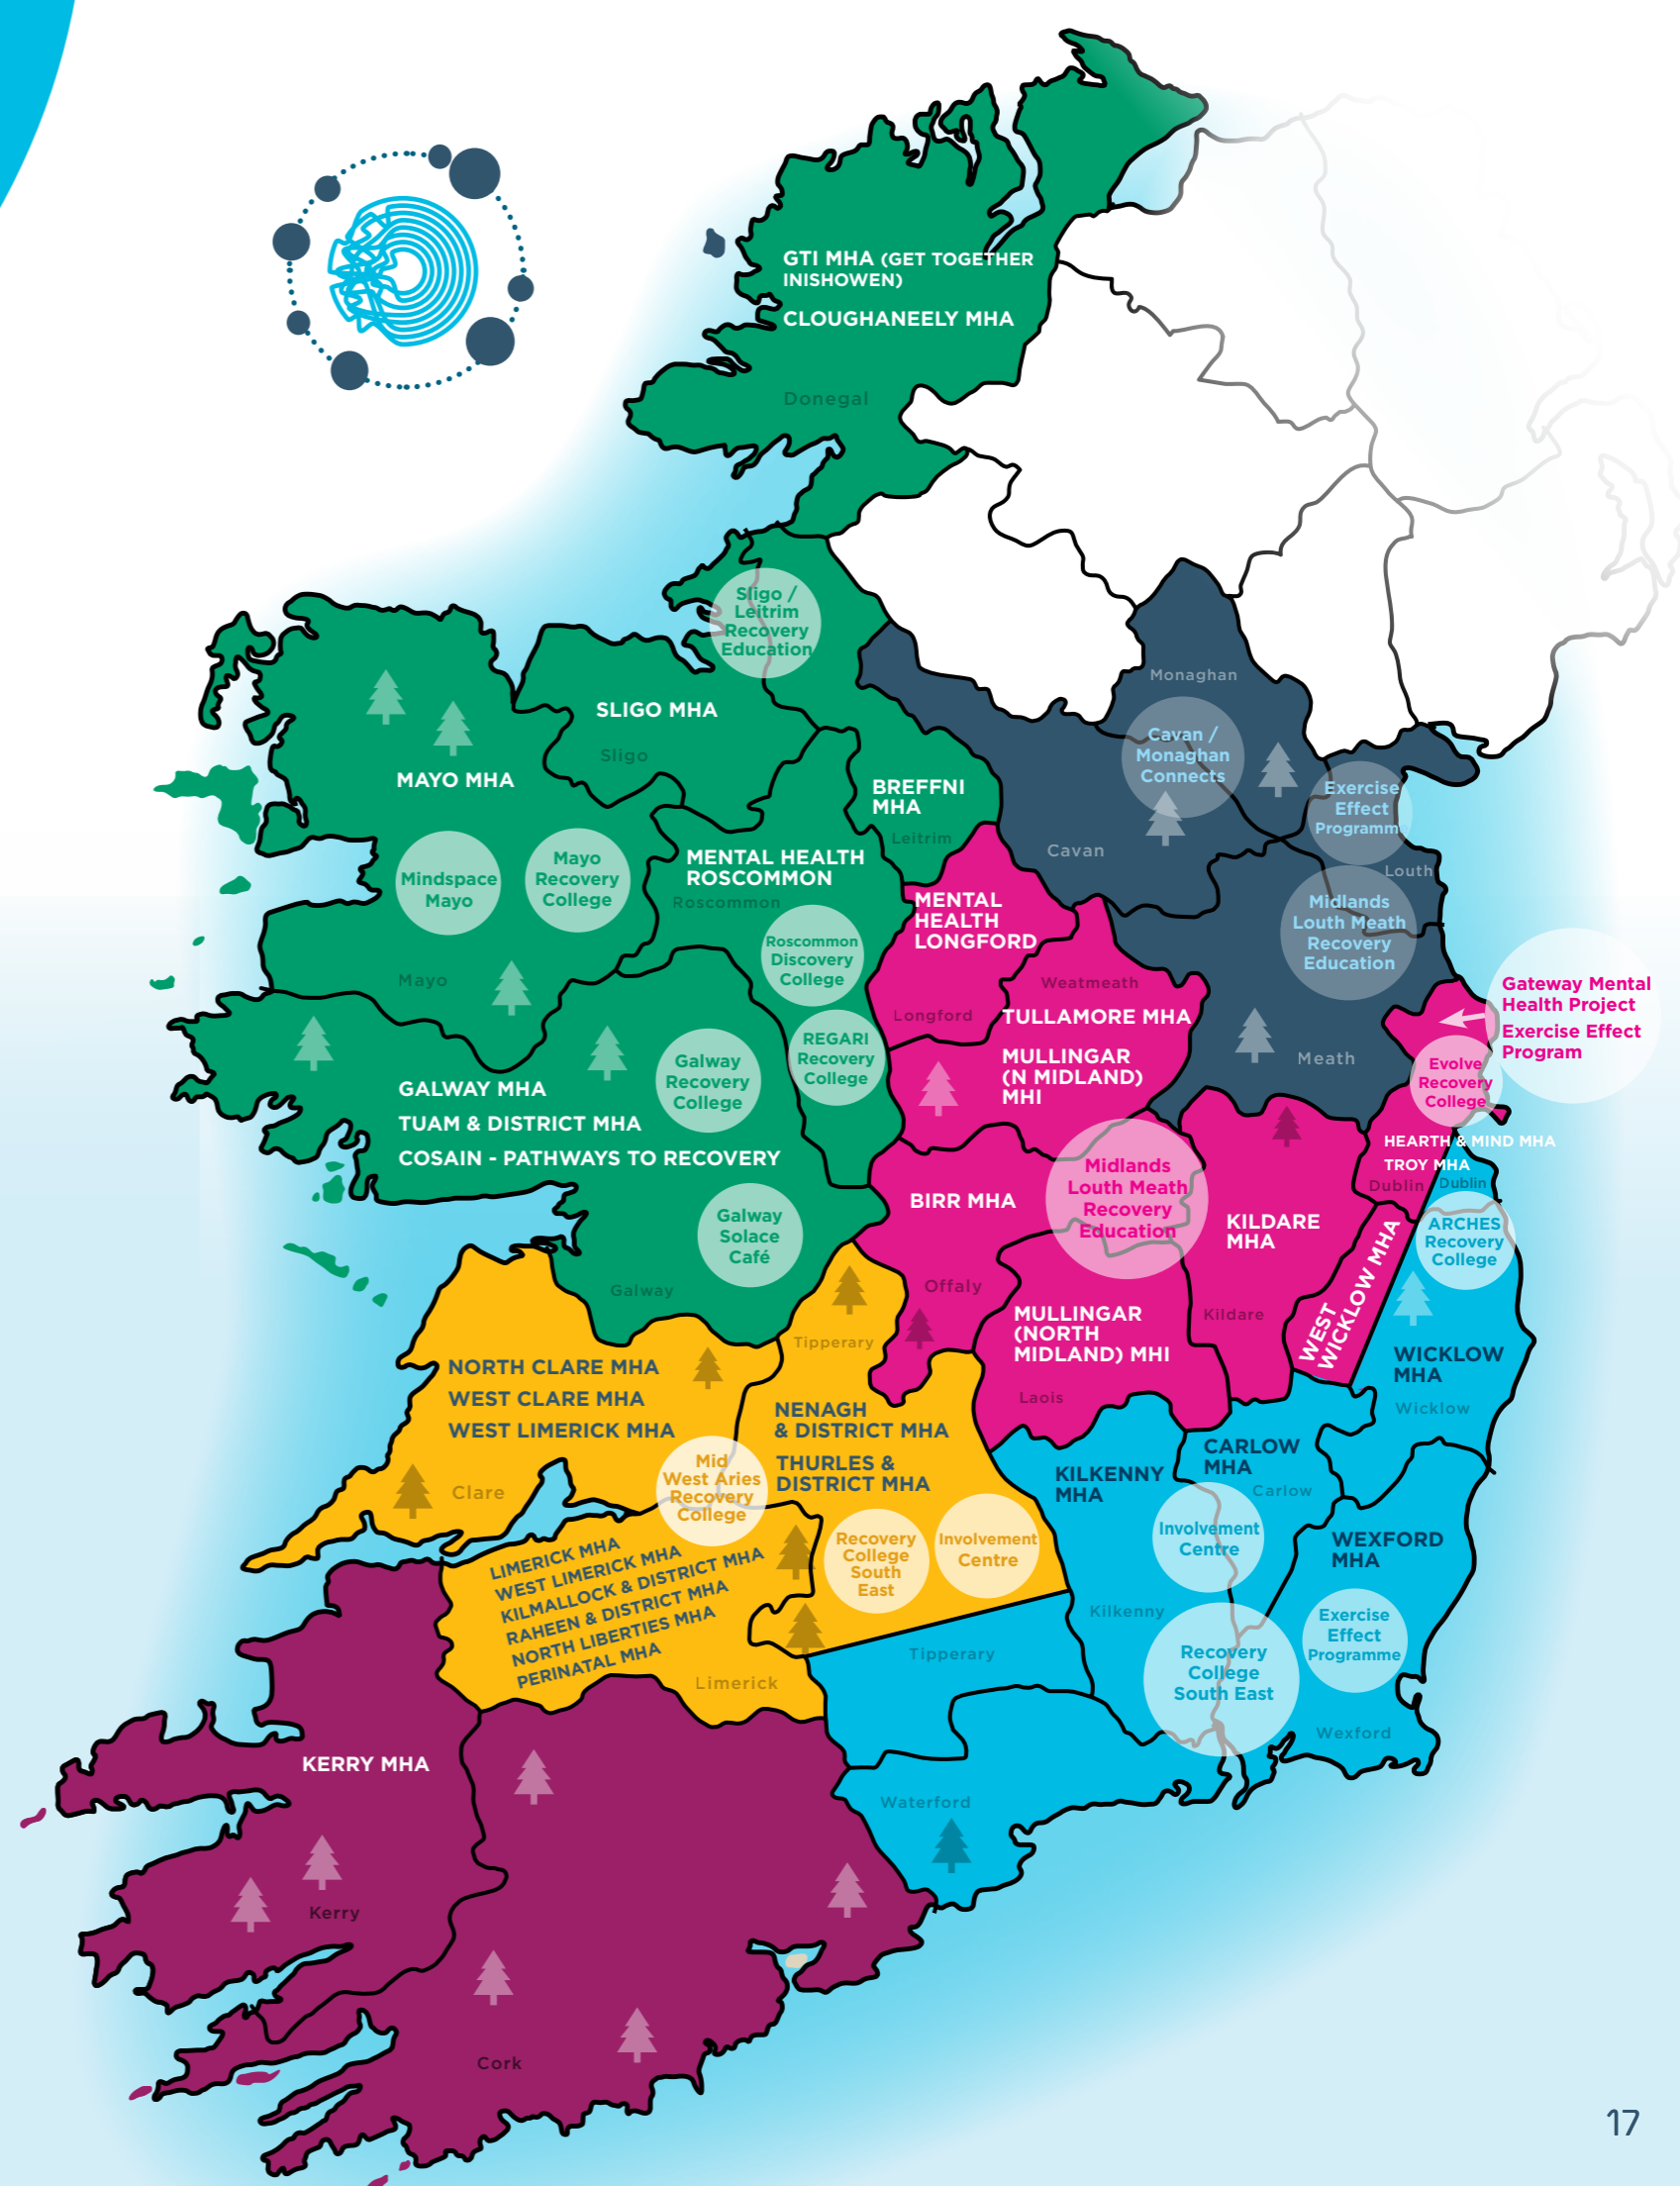 GTI MHA (GET TOGETHER
INISHOWEN)
CLOUGHANEELY MHA
Donegal
Sligo /
Leitrim
Recovery
Education
SLIGO MHA
Sligo
MAYO MHA
Mindspace
Mayo
Mayo
Recovery
College
Mayo
BREFFNI
MHA
Leitrim
MENTAL HEALTH
ROSCOMMON
Roscommon
Roscommon
Discovery
College
REGARI
Recovery
College
Monaghan
Cavan /
Monaghan
Connects
Cavan
Exercise
Effect
Programm
Louth
Midlands
Louth Meath
Recovery
Education
Meath
MENTAL
HEALTH
LONGFORD
Longford
Weatmeath
TULLAMORE MHA
MULLINGAR
(N MIDLAND)
MHI
Gateway Mental
Health Project
Exercise Effect
Program
Evolve
Recovery
College
HEARTH & MIND MHA
TROY MHA
Dublin
Dublin
GALWAY MHA
TUAM & DISTRICT MHA
COSAIN - PATHWAYS TO RECOVERY
Galway
Recovery
College
Galway
Solace
Café
Galway
BIRR MHA
Offaly
Midlands
Louth Meath
Recovery
Education
KILDARE
MHA
Kildare
WEST
WICKLOW MHA
ARCHES
Recovery
College
WICKLOW
MHA
Wicklow
MULLINGAR
(NORTH
MIDLAND) MHI
Laois
NORTH CLARE MHA
WEST CLARE MHA
WEST LIMERICK MHA
Clare
Tipperary
NENAGH
& DISTRICT MHA
THURLES &
DISTRICT MHA
Mid
West Aries
Recovery
College
Recovery
College
South
East
Involvement
Centre
LIMERICK MHA
WEST LIMERICK MHA
KILMALLOCK & DISTRICT MHA
RAHEEN & DISTRICT MHA
NORTH LIBERTIES MHA
PERINATAL MHA
Limerick
KILKENNY
MHA
Kilkenny
CARLOW
MHA
Carlow
Involvement
Centre
WEXFORD
MHA
Exercise
Effect
Programme
Wexford
Recovery
College
South East
Tipperary
Waterford
KERRY MHA
Kerry
Cork
17